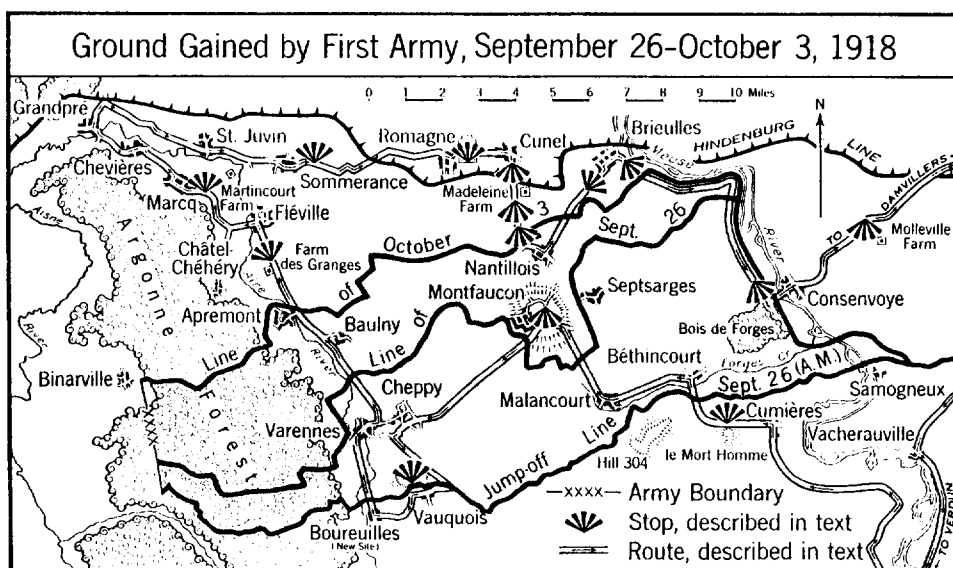 Ground Gained by First Army, September 26-October 3, 1918
0 1 2 3 4 5 6 7 8 9 10 Miles
N
Grandpré
St. Juvin
Romagne
Cunel
Brieulles
Meuse
HINDENBURG
LINE
Chevières
Sommerance
Martincourt
Farm
Marcq
Fléville
Madeleine
Farm
DAMVILLERS
TO
Molleville
Farm
Aisne
River
Argonne
Forest
Châtel-
Chéhéry
Aire
River
Farm
des Granges
Line of October 3
Nantillois
Line of Sept. 26
River
Montfaucon
Septsarges
Consenvoye
Apremont
Baulny
Bois de Forges
Binarville
Béthincourt
Forges Cr
Cheppy
Sept. 26 (A.M.)
Samogneux
Malancourt
Cumières
Varennes
Jump-off Line
Hill 304
le Mort Homme
Vacherauville
XXXX
Vauquois
Boureuilles
(New Site)
TO VERDUN
-xxxx- Army Boundary
Stop, described in text
Route, described in text